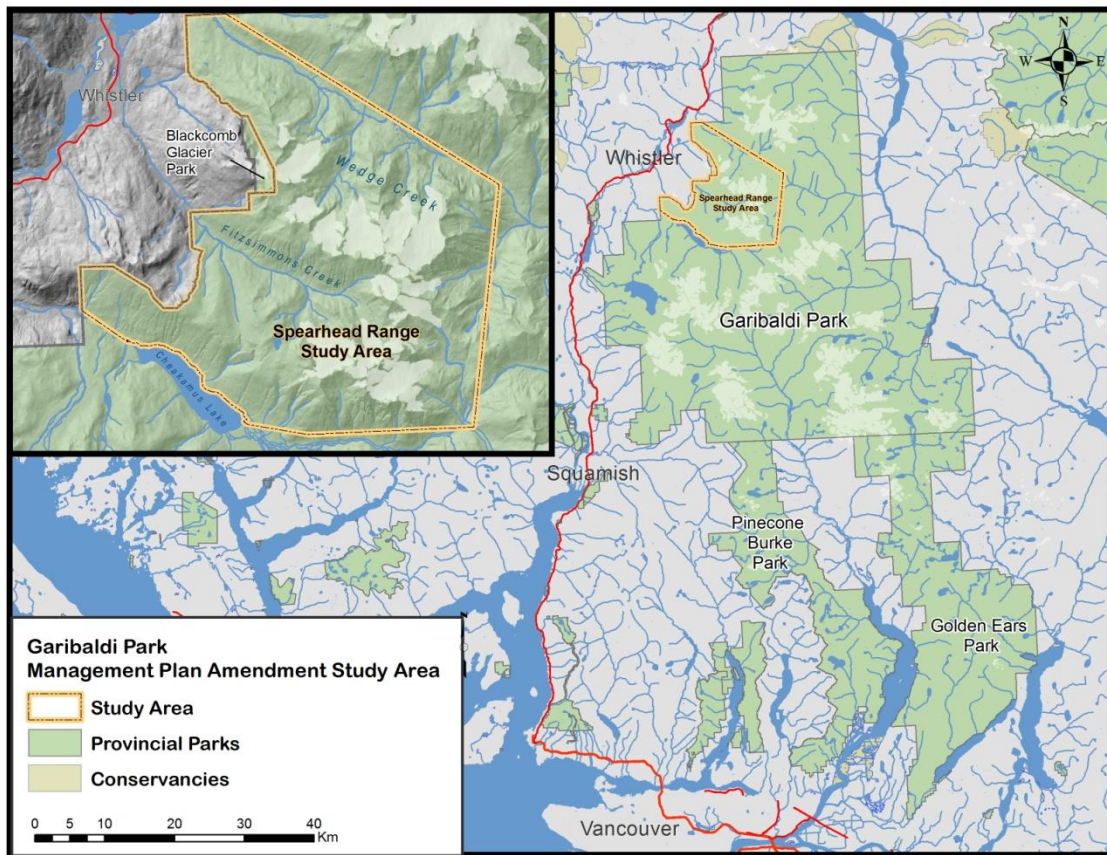 Whistler
Blackcomb
Glacier
Park
Wedge Creek
Fitzsimmons Creek
Spearhead Range
Study Area
Cheakamus Lake
N
W
E
S
Whistler
Spearhead Range
Study Area
Garibaldi Park
Squamish
Pinecone
Burke
Park
Golden Ears
Park
Vancouver
Garibaldi Park
Management Plan Amendment Study Area
Study Area
Provincial Parks
Conservancies
0 5 10 20 30 40
Km